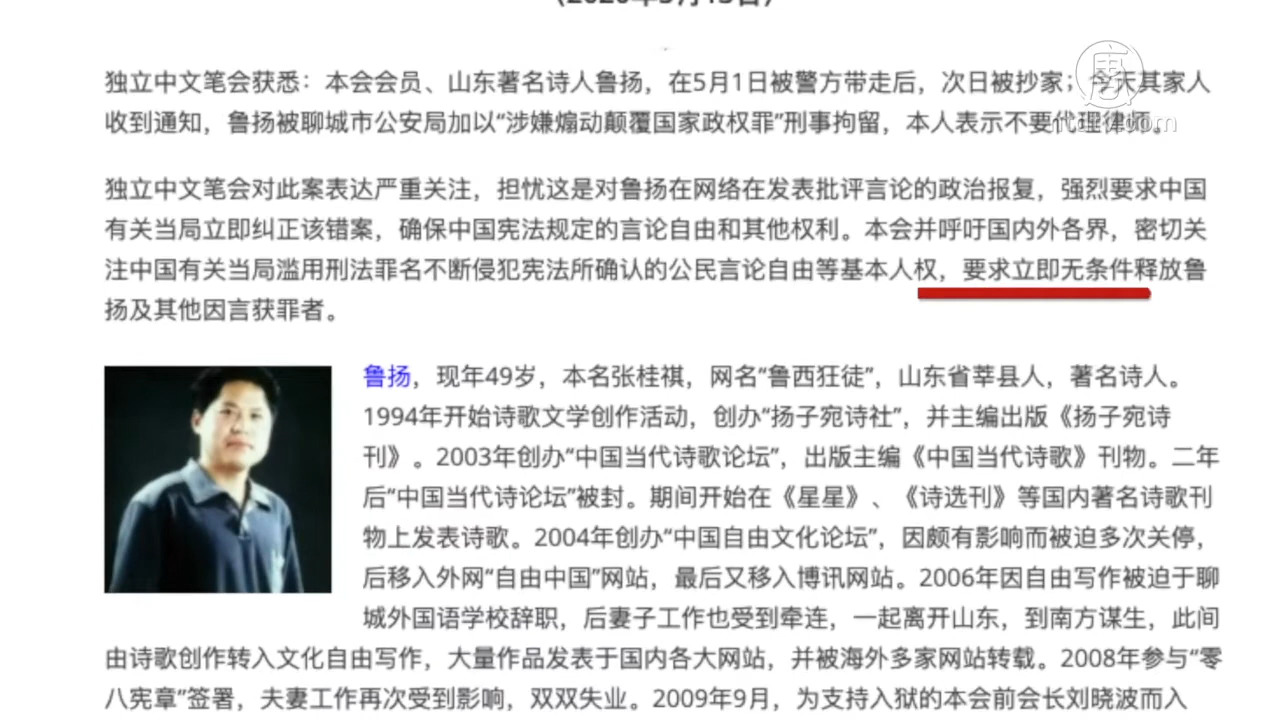 独立中文笔会获悉：本会会员、山东著名诗人鲁扬，在5月1日被警方带走后，次日被抄家；今天其家人
收到通知，鲁扬被聊城市公安局加以“涉嫌煽动颠覆国家政权罪”刑事拘留，本人表示不要代理律师。
独立中文笔会对此案表达严重关注，担忧这是对鲁扬在网络在发表批评言论的政治报复，强烈要求中国
有关当局立即纠正该错案，确保中国宪法规定的言论自由和其他权利。本会并呼吁国内外各界，密切关
注中国有关当局滥用刑法罪名不断侵犯宪法所确认的公民言论自由等基本人权，要求立即无条件释放鲁
扬及其他因言获罪者。
鲁扬，现年49岁，本名张桂祺，网名“鲁西狂徒”，山东省莘县人，著名诗人。
1994年开始诗歌文学创作活动，创办“扬子宛诗社”，并主编出版《扬子宛诗
刊》。2003年创办“中国当代诗歌论坛”，出版主编《中国当代诗歌》刊物。二年
后“中国当代诗论坛”被封。期间开始在《星星》、《诗选刊》等国内著名诗歌刊
物上发表诗歌。2004年创办“中国自由文化论坛”，因颇有影响而被迫多次关停，
后移入外网“自由中国”网站，最后又移入博讯网站。2006年因自由写作被迫于聊
城外国语学校辞职，后妻子工作也受到牵连，一起离开山东，到南方谋生，此间
由诗歌创作转入文化自由写作，大量作品发表于国内各大网站，并被海外多家网站转载。2008年参与“零
八宪章”签署，夫妻工作再次受到影响，双双失业。2009年9月，为支持入狱的本会前会长刘晓波而入